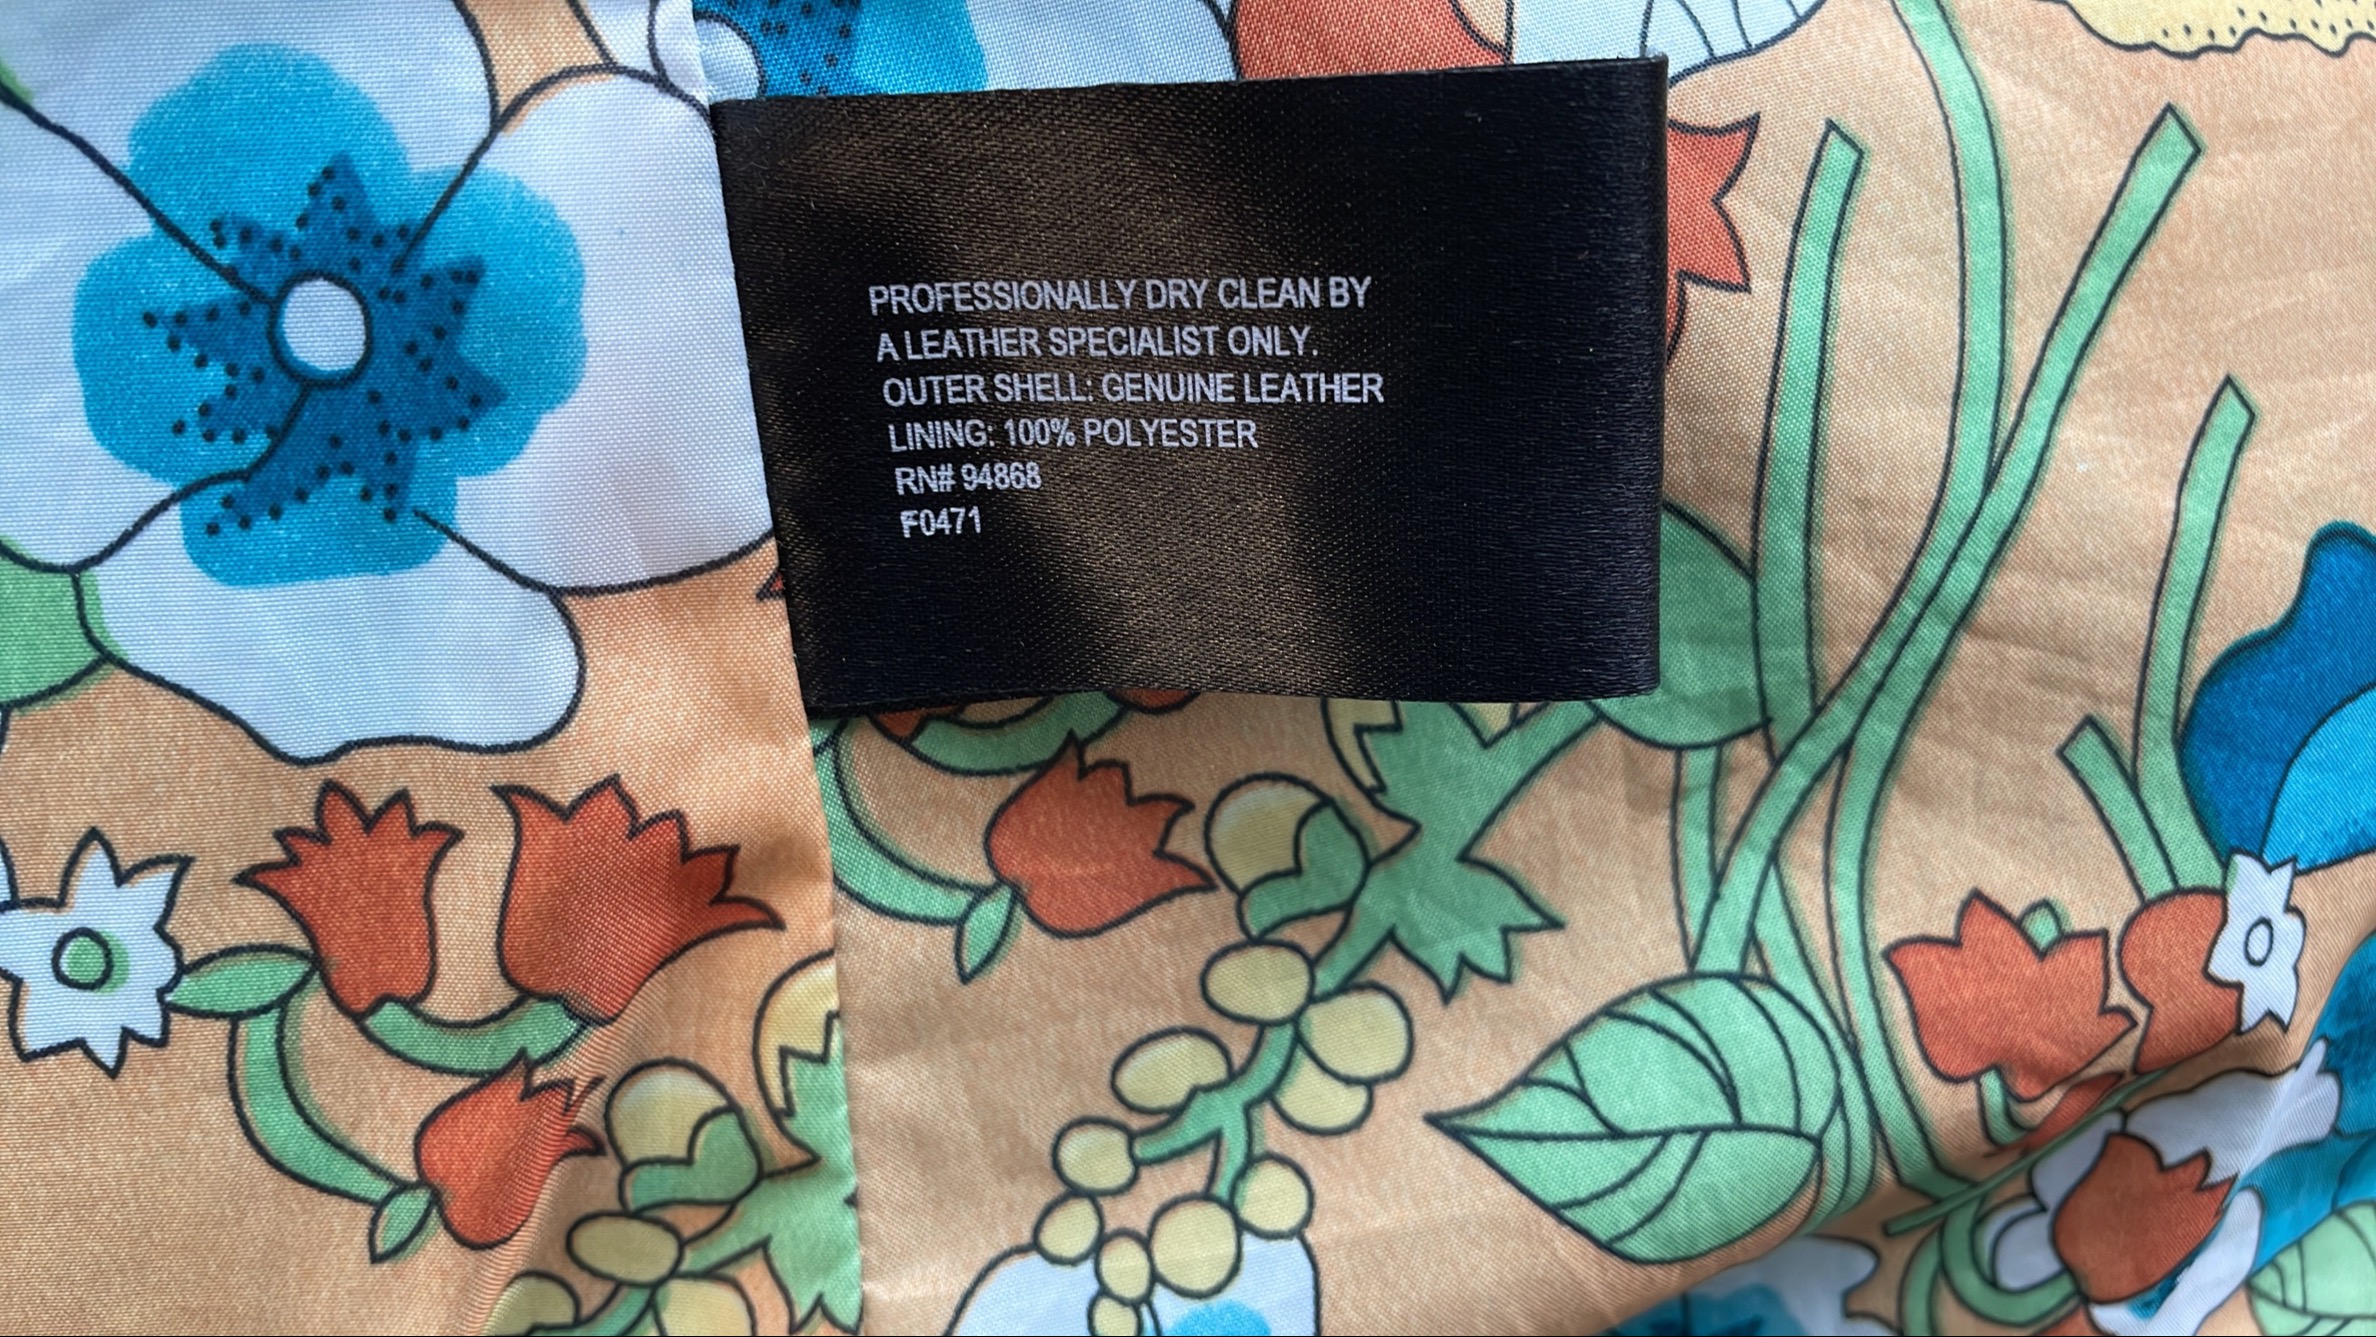 PROFESSIONALLY DRY CLEAN BY
A LEATHER SPECIALIST ONLY.
OUTER SHELL: GENUINE LEATHER
LINING: 100% POLYESTER
RN# 94868
F0471